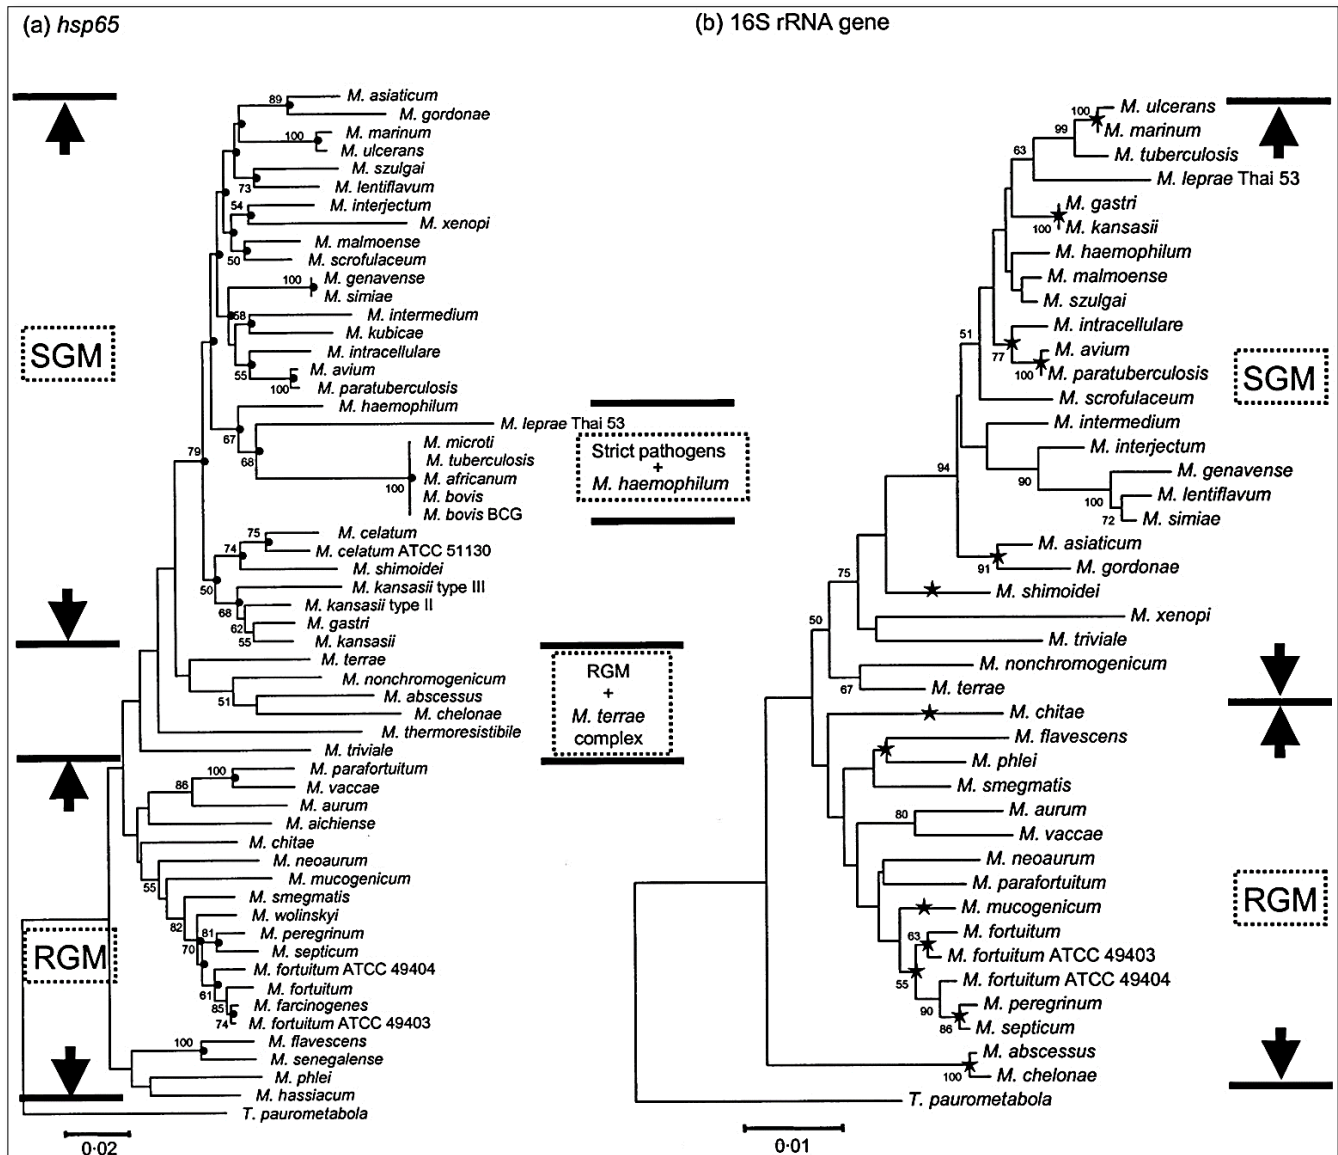 (a) hsp65
89
M. asiaticum
M. gordonae
100
M. marinum
M. ulcerans
M. szulgai
73
M. lentiflavum
54
M. interjectum
M. xenopi
M. malmoense
50
M. scrofulaceum
100
M. genavense
M. simiae
58
M. intermedium
M. kubicae
M. intracellulare
55
M. avium
100
M. paratuberculosis
M. haemophilum
67
M. leprae Thai 53
68
M. microti
79
M. tuberculosis
M. africanum
100
M. bovis
M. bovis BCG
75
M. celatum
74
M. celatum ATCC 51130
M. shimoidei
50
M. kansasii type III
68
M. kansasii type II
62
M. gastri
55
M. kansasii
M. terrae
M. nonchromogenicum
51
M. abscessus
M. chelonae
M. thermoresistibile
M. triviale
100
M. parafortuitum
86
M. vaccae
M. aurum
M. aichiense
M. chitae
M. neoaurum
55
M. mucogenicum
M. smegmatis
82
M. wolinskyi
70
81
M. peregrinum
M. septicum
M. fortuitum ATCC 49404
61
M. fortuitum
85
M. farcinogenes
74
M. fortuitum ATCC 49403
100
M. flavescens
M. senegalense
M. phlei
M. hassiacum
T. paurometabola
0·02
SGM
RGM
Strict pathogens
+
M. haemophilum
RGM
+
M. terrae
complex
(b) 16S rRNA gene
100
M. ulcerans
99
M. marinum
63
M. tuberculosis
M. leprae Thai 53
M. gastri
100
M. kansasii
M. haemophilum
M. malmoense
M. szulgai
51
M. intracellulare
77
M. avium
100
M. paratuberculosis
M. scrofulaceum
M. intermedium
M. interjectum
94
90
M. genavense
100
M. lentiflavum
72
M. simiae
M. asiaticum
91
M. gordonae
75
M. shimoidei
M. xenopi
50
M. triviale
M. nonchromogenicum
67
M. terrae
M. chitae
M. flavescens
M. phlei
M. smegmatis
80
M. aurum
M. vaccae
M. neoaurum
M. parafortuitum
M. mucogenicum
63
M. fortuitum
M. fortuitum ATCC 49403
55
M. fortuitum ATCC 49404
90
M. peregrinum
86
M. septicum
M. abscessus
100
M. chelonae
T. paurometabola
0·01
SGM
RGM